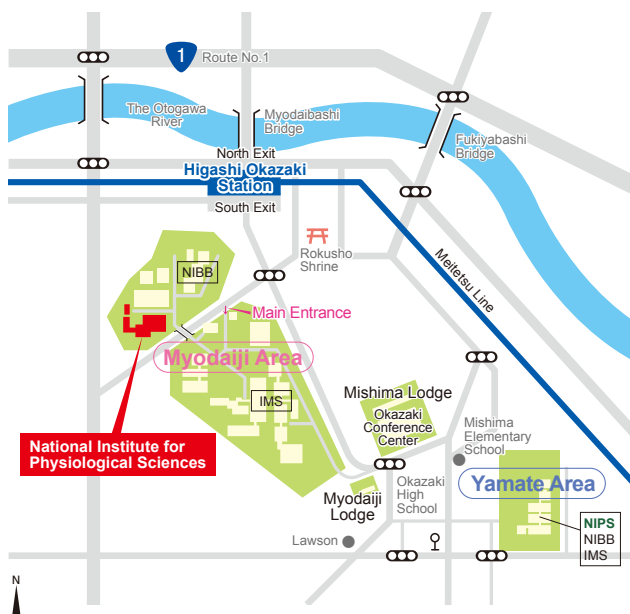 1
Route No.1
The Otogawa
River
Myodaibashi
Bridge
Fukiyabashi
Bridge
North Exit
Higashi Okazaki
Station
South Exit
Meitetsu Line
Rokusho
Shrine
NIBB
Main Entrance
Myodaiji Area
IMS
National Institute for
Physiological Sciences
Mishima Lodge
Okazaki
Conference
Center
Mishima
Elementary
School
Yamate Area
Okazaki
High
School
Myodaiji
Lodge
Lawson
NIPS
NIBB
IMS
N